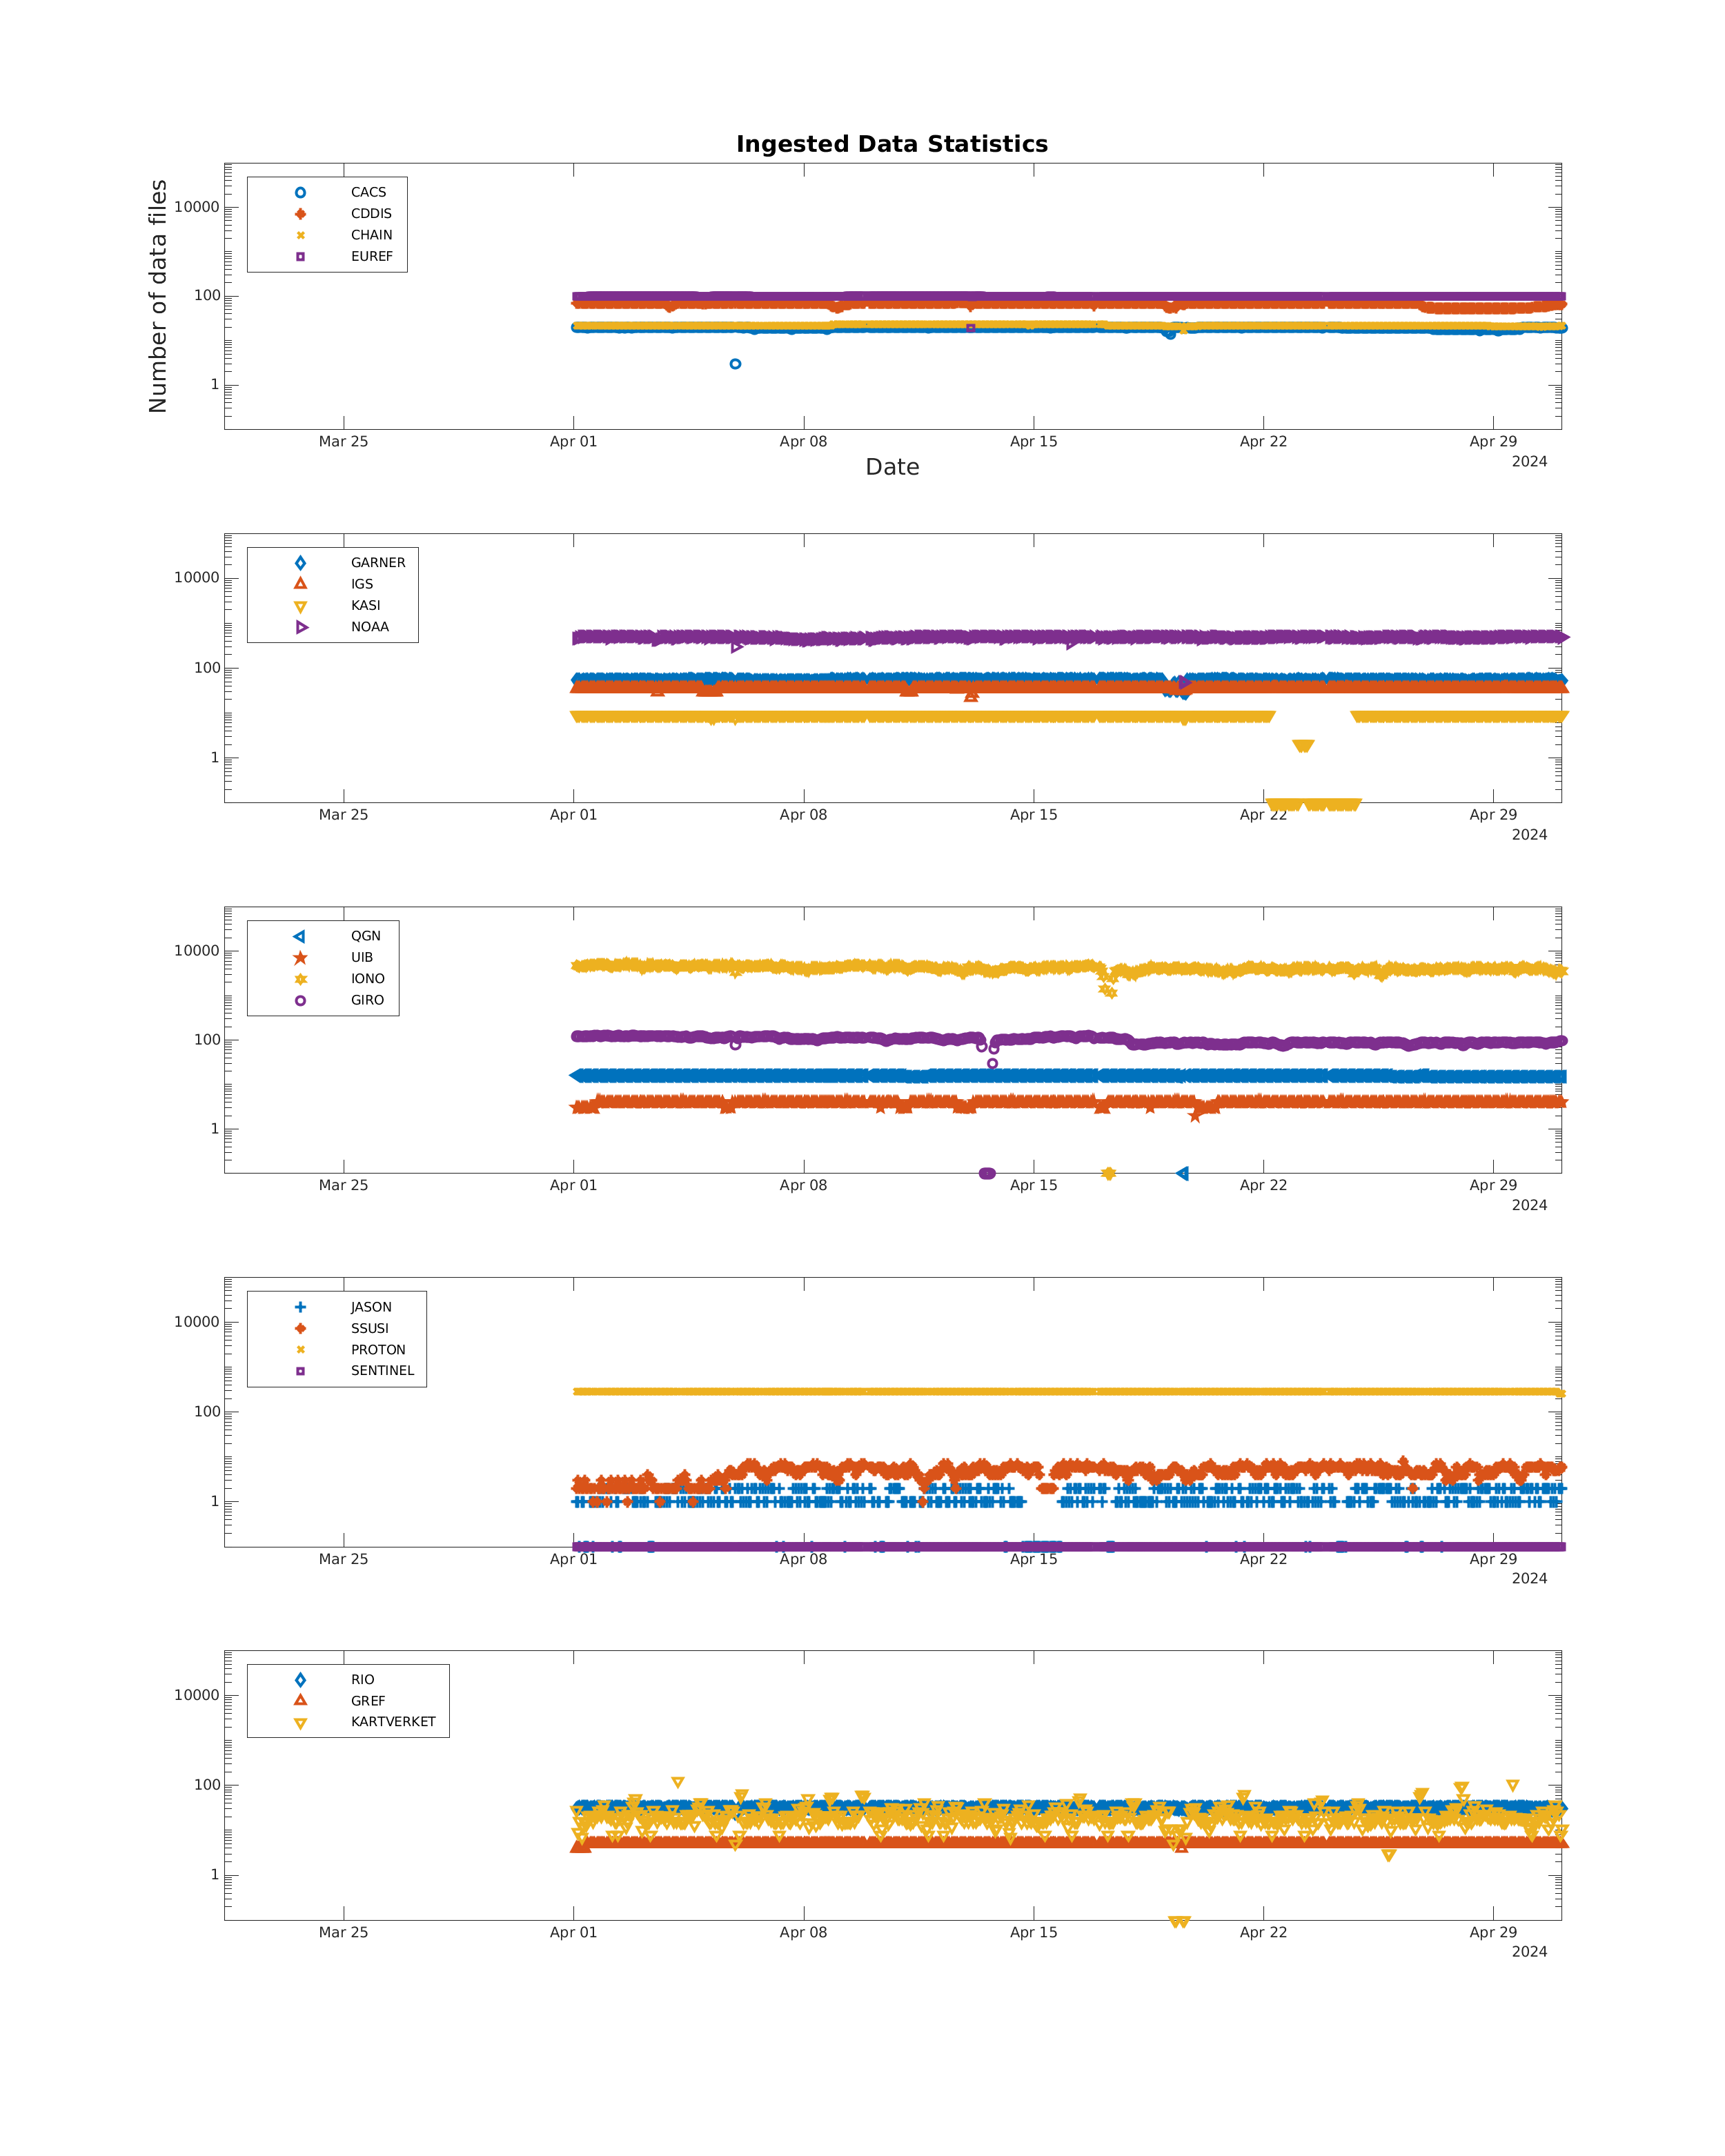 Ingested Data Statistics
Number of data files
10000
100
1
CACS
CDDIS
CHAIN
EUREF
Mar 25 Apr 01 Apr 08 Apr 15 Apr 22 Apr 29
2024
Date
10000
100
1
GARNER
IGS
KASI
NOAA
Mar 25 Apr 01 Apr 08 Apr 15 Apr 22 Apr 29
2024
10000
100
1
QGN
UIB
IONO
GIRO
Mar 25 Apr 01 Apr 08 Apr 15 Apr 22 Apr 29
2024
10000
100
1
JASON
SSUSI
PROTON
SENTINEL
Mar 25 Apr 01 Apr 08 Apr 15 Apr 22 Apr 29
2024
10000
100
1
RIO
GREF
KARTVERKET
Mar 25 Apr 01 Apr 08 Apr 15 Apr 22 Apr 29
2024